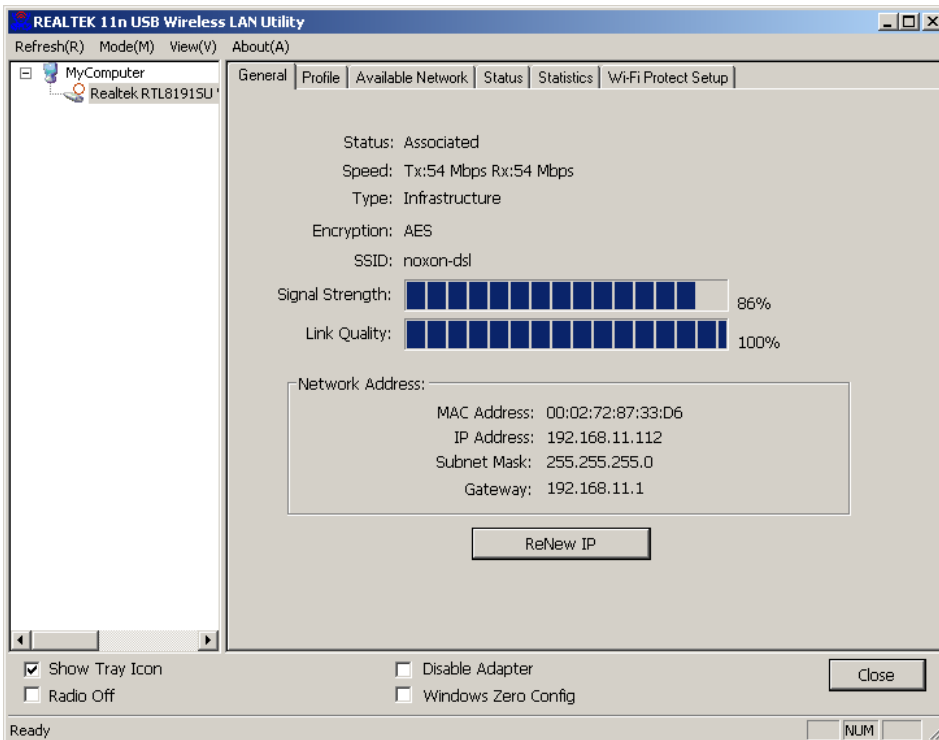 REALTEK 11n USB Wireless LAN Utility
Refresh(R) Mode(M) View(V) About(A)
MyComputer
Realtek RTL8191SU
General Profile Available Network Status Statistics Wi-Fi Protect Setup
Status: Associated
Speed: Tx:54 Mbps Rx:54 Mbps
Type: Infrastructure
Encryption: AES
SSID: noxon-dsl
Signal Strength: 86%
Link Quality: 100%
Network Address:
MAC Address: 00:02:72:87:33:D6
IP Address: 192.168.11.112
Subnet Mask: 255.255.255.0
Gateway: 192.168.11.1
ReNew IP
Show Tray Icon Disable Adapter Close
Radio Off Windows Zero Config
Ready NUM